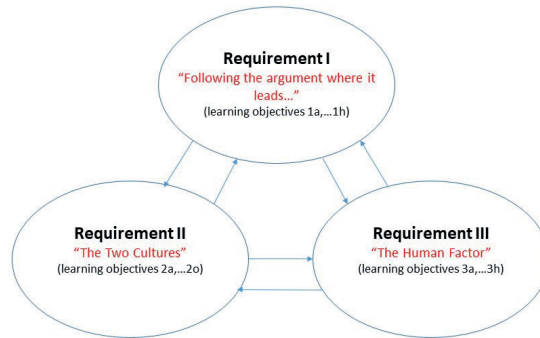 Requirement I
“Following the argument where it
leads…”
(learning objectives 1a,…1h)
Requirement II
“The Two Cultures”
(learning objectives 2a,…2o)
Requirement III
“The Human Factor”
(learning objectives 3a,…3h)